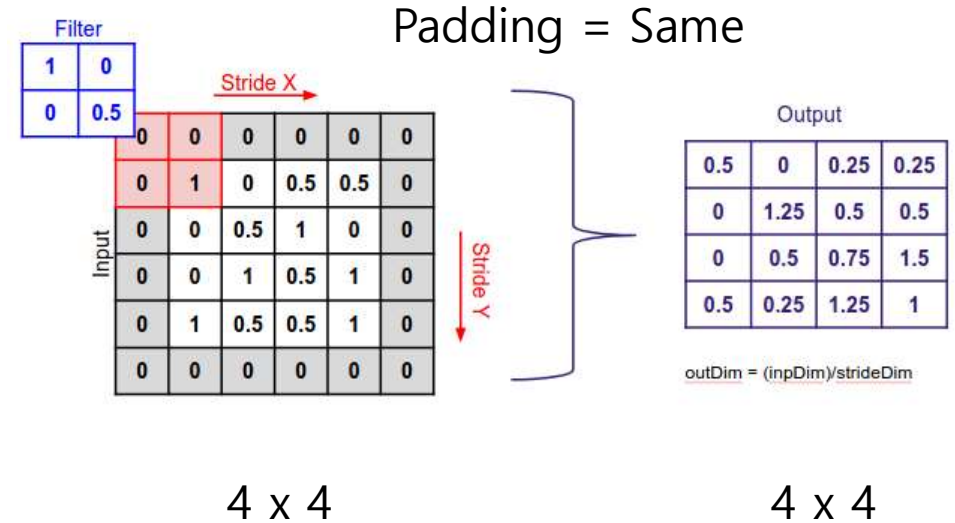 Padding = Same
Filter
1 0
0 0.5
Stride X
Input
0 0 0 0 0 0
0 1 0 0.5 0.5 0
0 0 0.5 1 0 0
0 0 1 0.5 1 0
0 1 0.5 0.5 1 0
0 0 0 0 0 0
Stride Y
Output
0.5 0 0.25 0.25
0 1.25 0.5 0.5
0 0.5 0.75 1.5
0.5 0.25 1.25 1
outDim = (inpDim)/strideDim
4 x 4
4 x 4